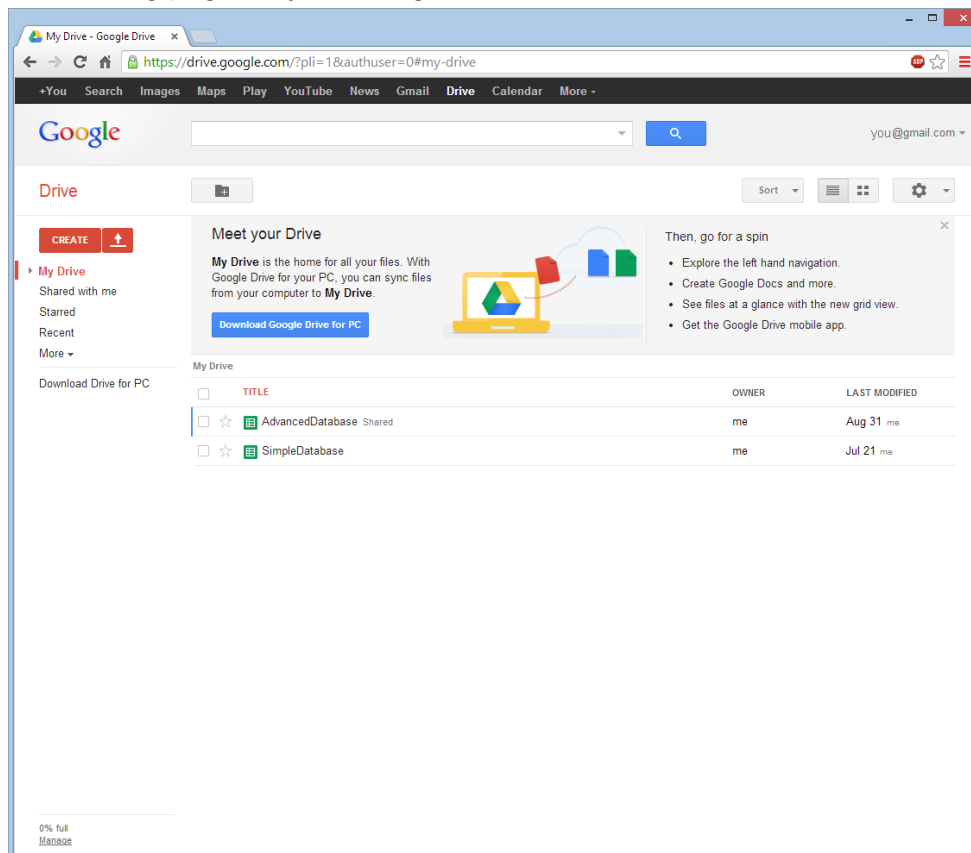 My Drive - Google Drive
https://drive.google.com/?pli=1&authuser=0#my-drive
ABP
+You Search Images Maps Play YouTube News Gmail Drive Calendar More
Google
you@gmail.com
Drive
Sort
CREATE
My Drive
Shared with me
Starred
Recent
More
Download Drive for PC
Meet your Drive
My Drive is the home for all your files. With
Google Drive for your PC, you can sync files
from your computer to My Drive.
Download Google Drive for PC
Then, go for a spin
• Explore the left hand navigation.
• Create Google Docs and more.
• See files at a glance with the new grid view.
• Get the Google Drive mobile app.
My Drive
TITLE OWNER LAST MODIFIED
AdvancedDatabase Shared me Aug 31 me
SimpleDatabase me Jul 21 me
0% full
Manage